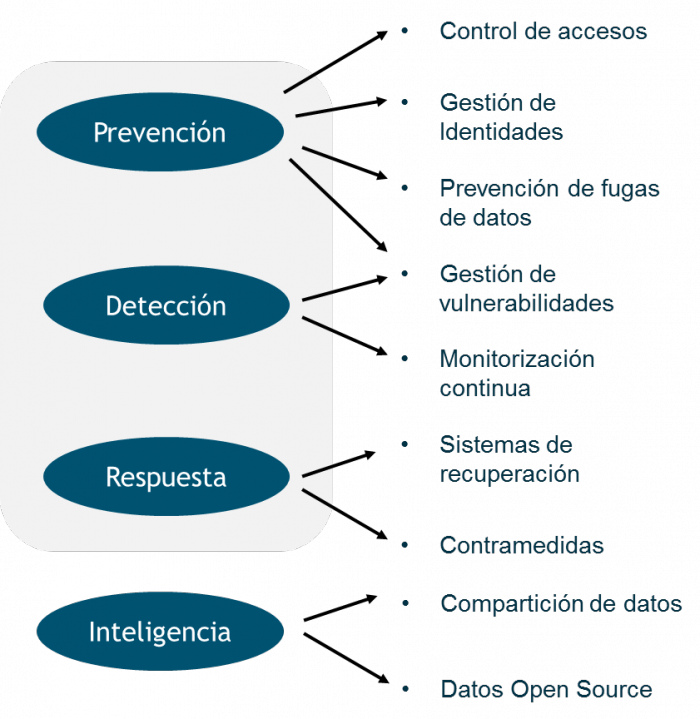 Prevención
Detección
Respuesta
Inteligencia
• Control de accesos
• Gestión de
Identidades
• Prevención de fugas
de datos
• Gestión de
vulnerabilidades
• Monitorización
continua
• Sistemas de
recuperación
• Contramedidas
• Compartición de datos
• Datos Open Source